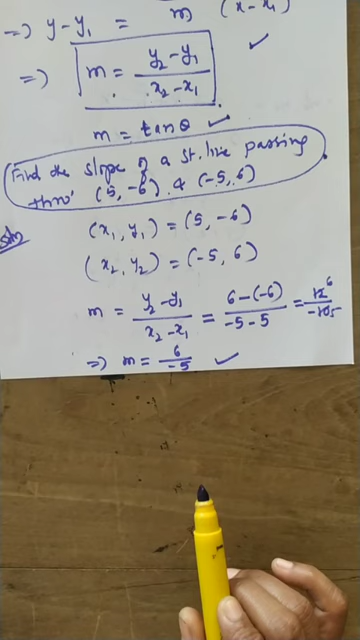 => y-y₁ = m (x-x₁)
=> m = y₂-y₁ / x₂-x₁ ✓
m = tanθ ✓
Find the slope of a st. line passing
thro' (5, -6) & (-5, 6)
Soln
(x₁, y₁) = (5, -6)
(x₂, y₂) = (-5, 6)
m = y₂-y₁ / x₂-x₁ = 6-(-6) / -5-5 = 12 6 / -10 5
=> m = 6 / -5 ✓